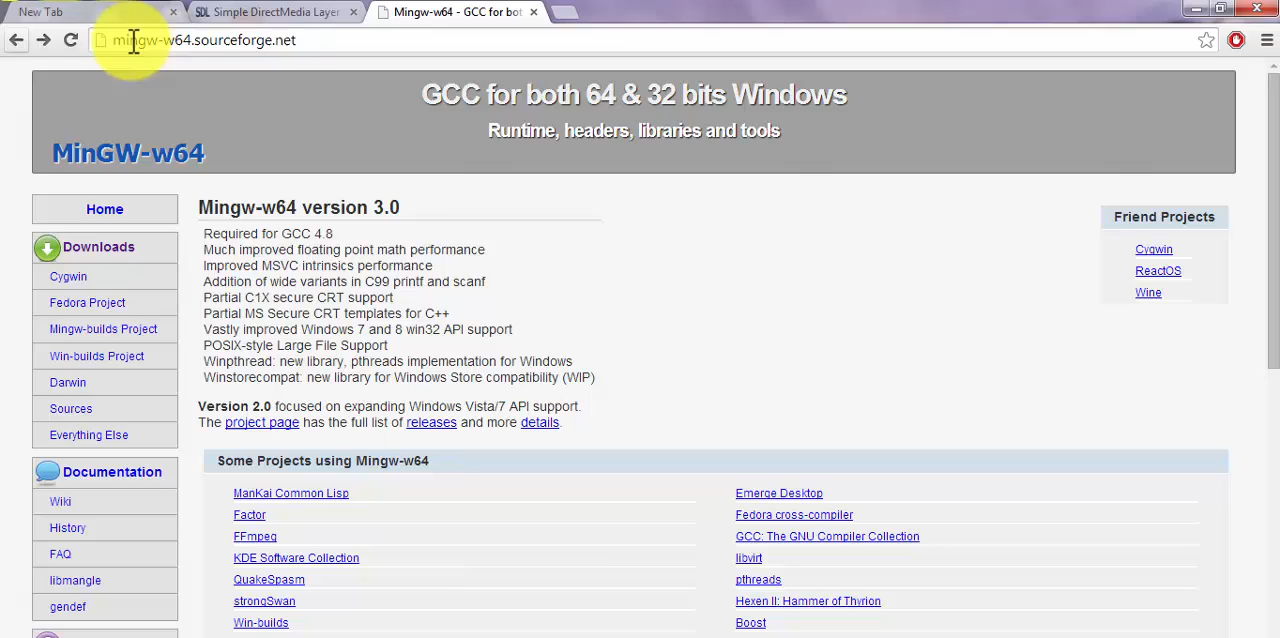 New Tab
SDL Simple DirectMedia Layer
Mingw-w64 - GCC for bot
mingw-w64.sourceforge.net
GCC for both 64 & 32 bits Windows
Runtime, headers, libraries and tools
MinGW-w64
Home
Downloads
Cygwin
Fedora Project
Mingw-builds Project
Win-builds Project
Darwin
Sources
Everything Else
Documentation
Wiki
History
FAQ
libmangle
gendef
Mingw-w64 version 3.0
Required for GCC 4.8
Much improved floating point math performance
Improved MSVC intrinsics performance
Addition of wide variants in C99 printf and scanf
Partial C1X secure CRT support
Partial MS Secure CRT templates for C++
Vastly improved Windows 7 and 8 win32 API support
POSIX-style Large File Support
Winpthread: new library, pthreads implementation for Windows
Winstorecompat: new library for Windows Store compatibility (WIP)
Version 2.0 focused on expanding Windows Vista/7 API support.
The project page has the full list of releases and more details.
Some Projects using Mingw-w64
ManKai Common Lisp
Factor
FFmpeg
KDE Software Collection
QuakeSpasm
strongSwan
Win-builds
Emerge Desktop
Fedora cross-compiler
GCC: The GNU Compiler Collection
libvirt
pthreads
Hexen II: Hammer of Thyrion
Boost
Friend Projects
Cygwin
ReactOS
Wine